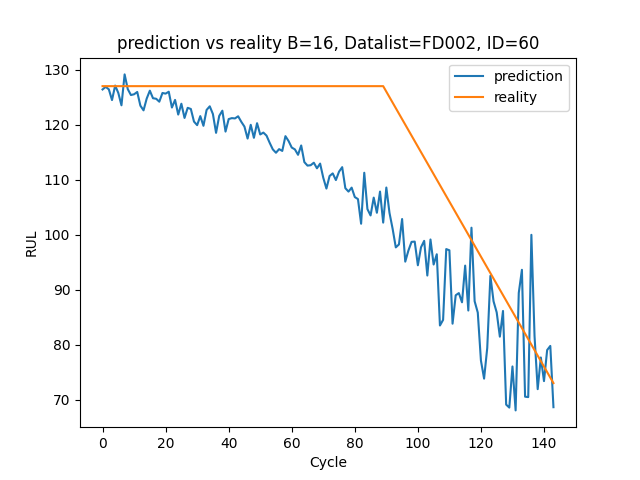 prediction vs reality B=16, Datalist=FD002, ID=60
prediction
reality
RUL
130
120
110
100
90
80
70
0 20 40 60 80 100 120 140
Cycle